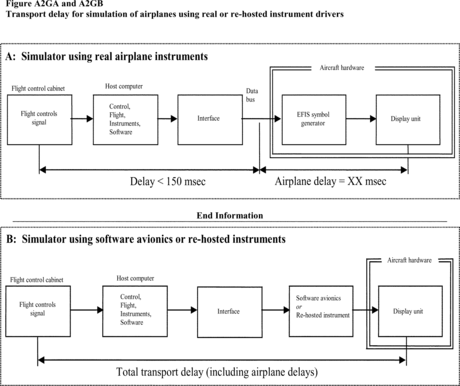 Figure A2GA and A2GB
Transport delay for simulation of airplanes using real or re-hosted instrument drivers
A: Simulator using real airplane instruments
Aircraft hardware
Flight control cabinet
Host computer
Data
bus
Flight controls
signal
Control,
Flight,
Instruments,
Software
Interface
EFIS symbol
generator
Display unit
Delay < 150 msec
Airplane delay = XX msec
End Information
B: Simulator using software avionics or re-hosted instruments
Aircraft hardware
Flight control cabinet
Host computer
Flight controls
signal
Control,
Flight,
Instruments,
Software
Interface
Software avionics
or
Re-hosted instrument
Display unit
Total transport delay (including airplane delays)